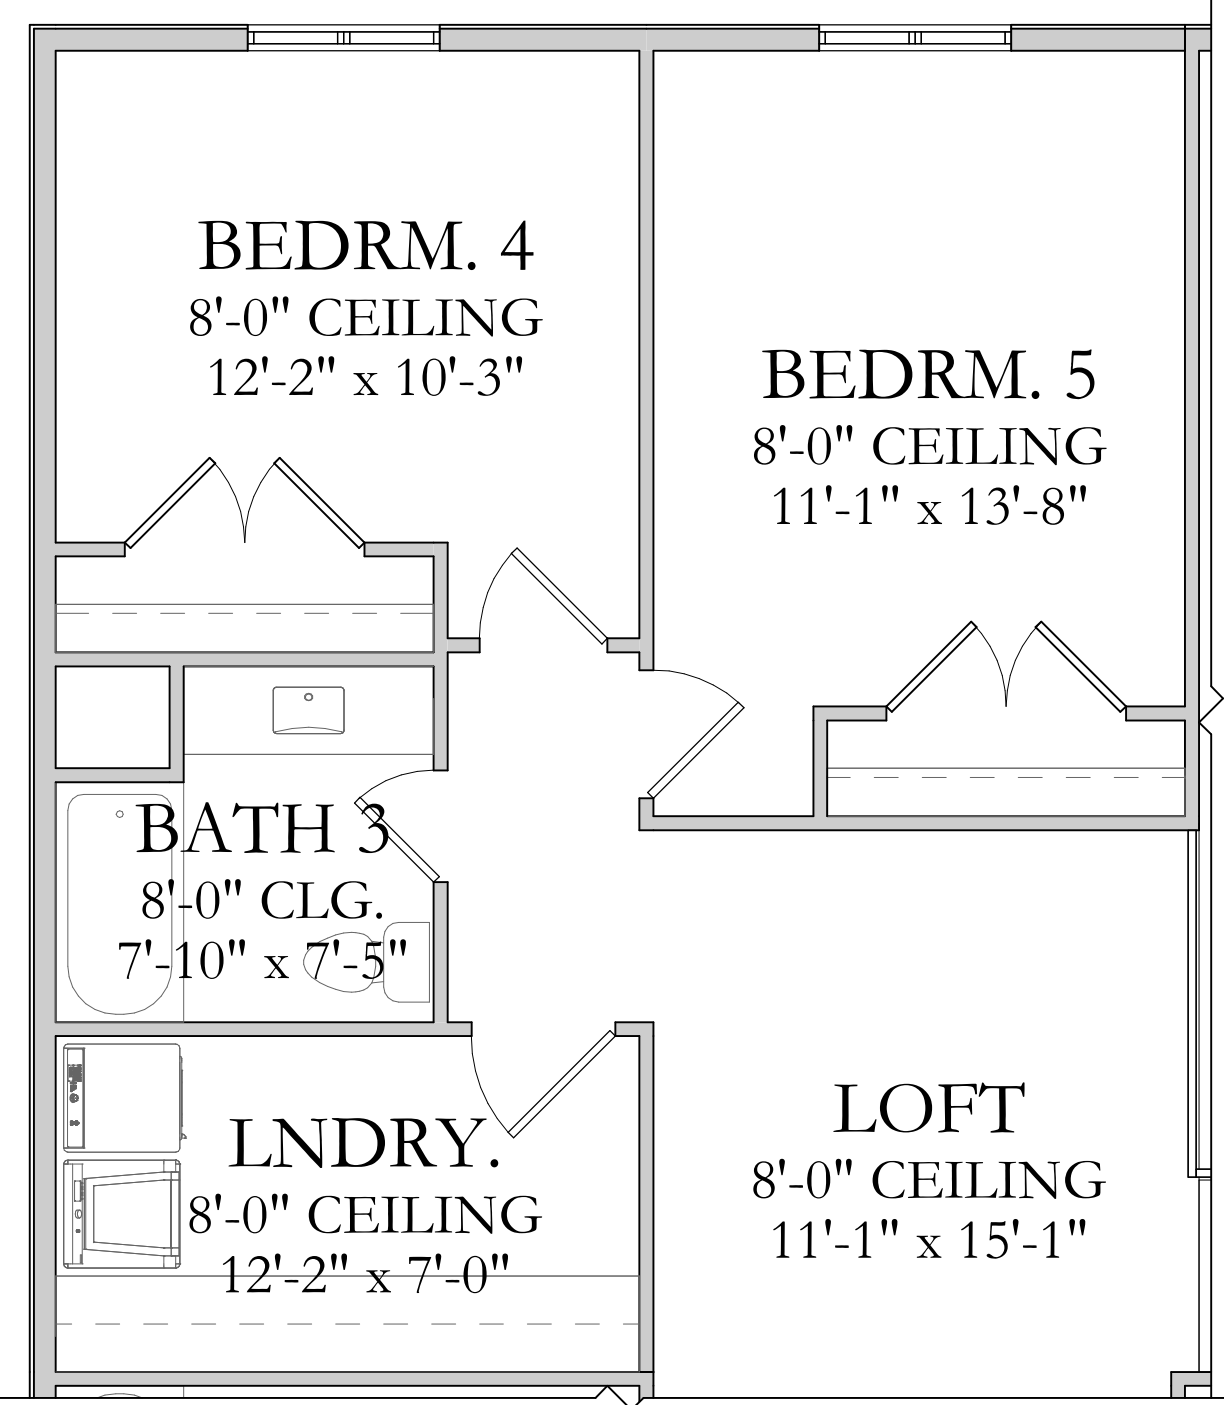 BEDRM. 4
8'-0" CEILING
12'-2" x 10'-3"
BEDRM. 5
8'-0" CEILING
11'-1" x 13'-8"
BATH 3
8'-0" CLG.
7'-10" x 7'-5"
LNDRY.
8'-0" CEILING
12'-2" x 7'-0"
LOFT
8'-0" CEILING
11'-1" x 15'-1"